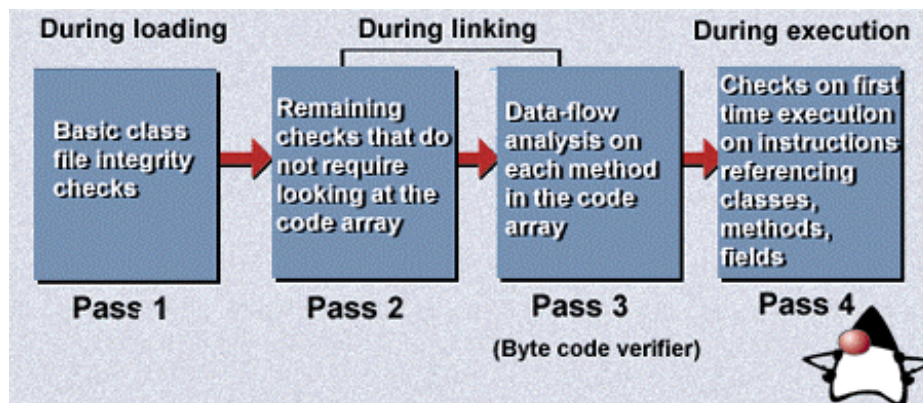 During loading
During linking
During execution
Basic class
file integrity
checks
Remaining
checks that do
not require
looking at the
code array
Data-flow
analysis on
each method
in the code
array
Checks on first
time execution
on instructions
referencing
classes,
methods,
fields
Pass 1
Pass 2
Pass 3
Pass 4
(Byte code verifier)